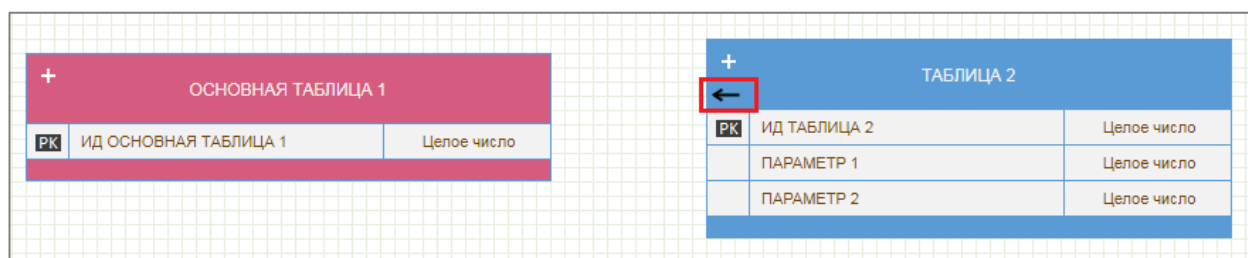 +
ОСНОВНАЯ ТАБЛИЦА 1
PK ИД ОСНОВНАЯ ТАБЛИЦА 1 Целое число
+
ТАБЛИЦА 2
←
PK ИД ТАБЛИЦА 2 Целое число
ПАРАМЕТР 1 Целое число
ПАРАМЕТР 2 Целое число